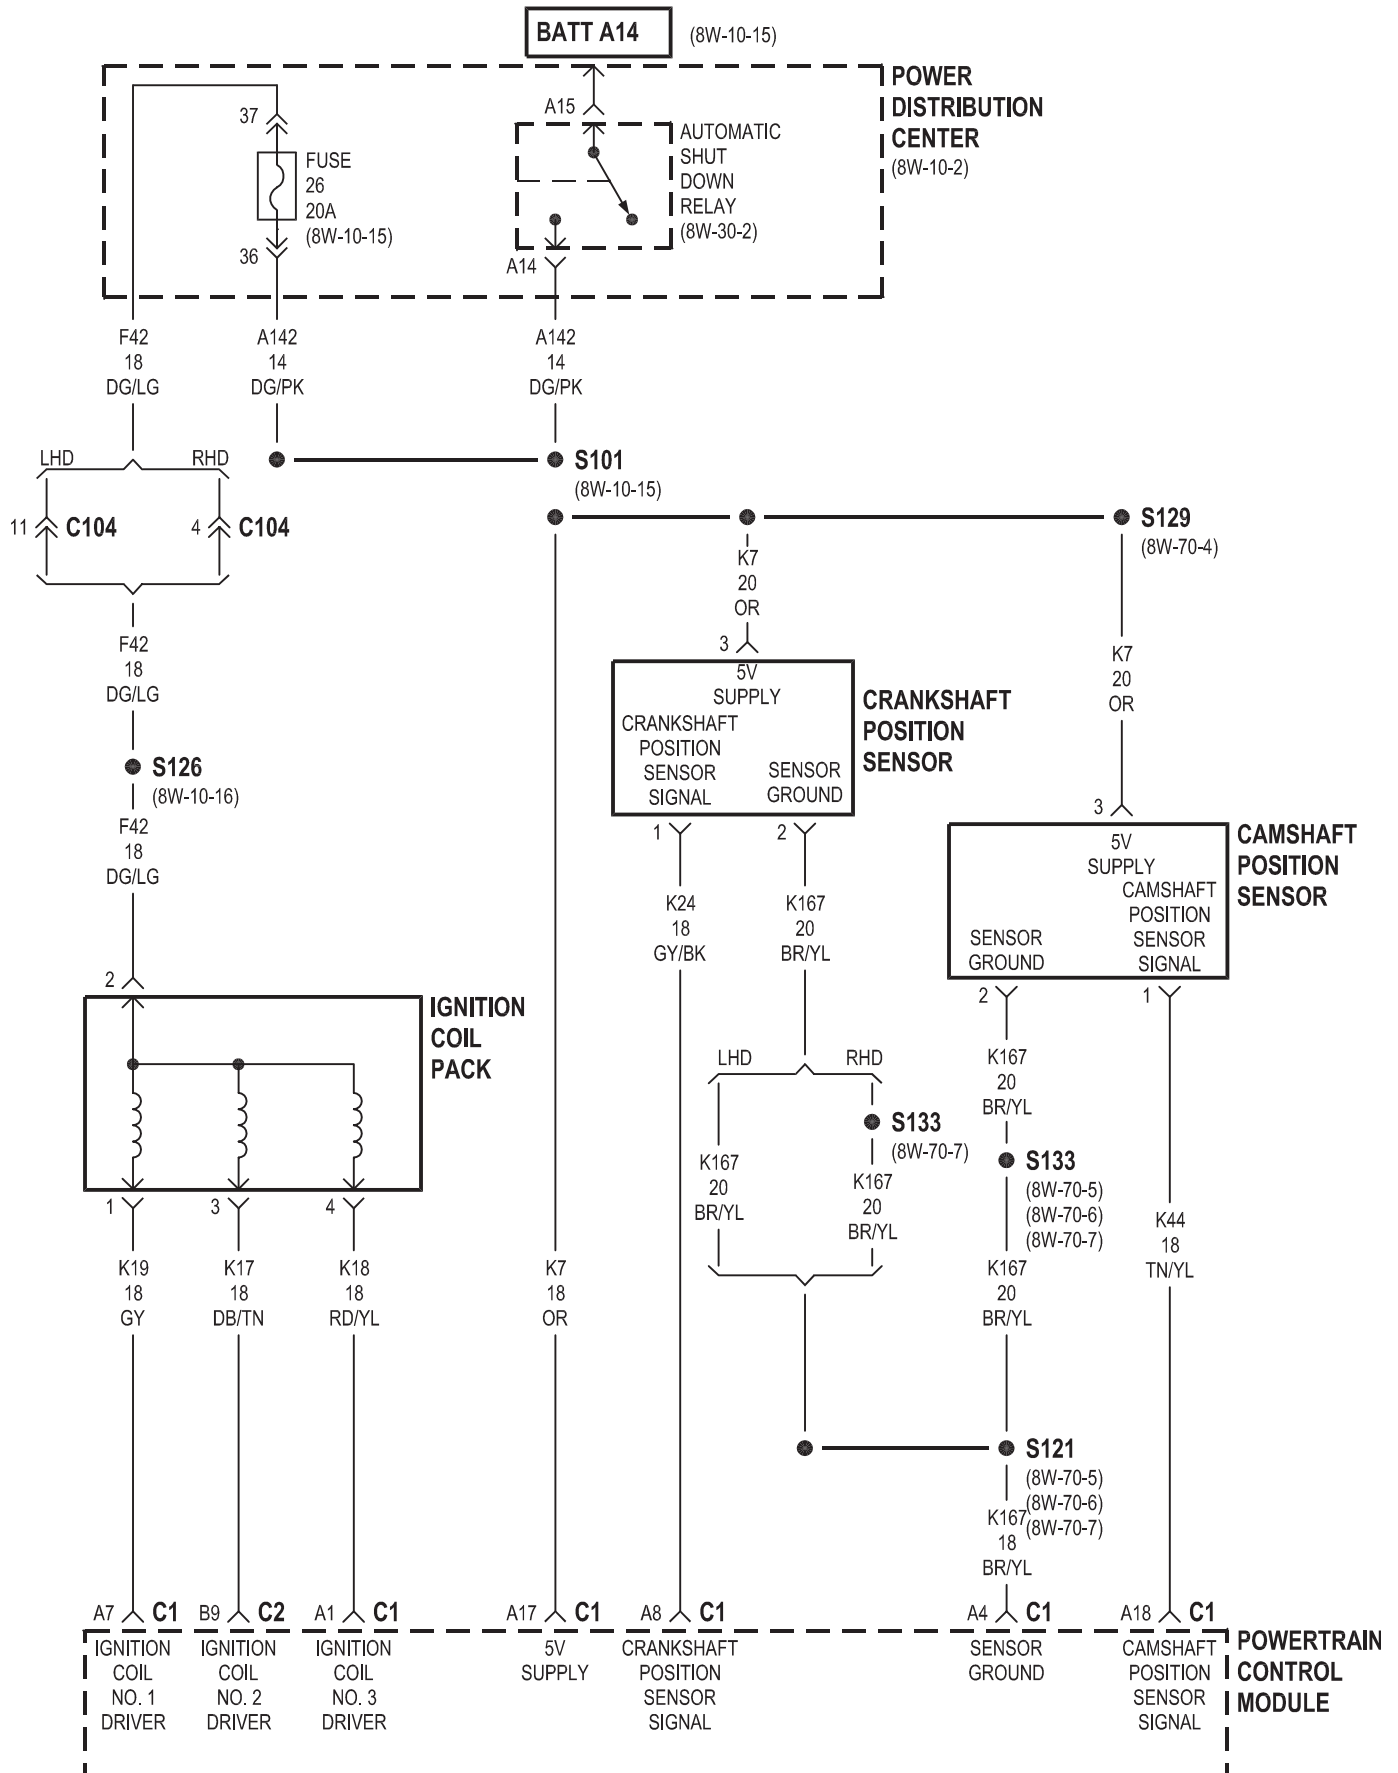 BATT A14
(8W-10-15)
POWER
DISTRIBUTION
CENTER
(8W-10-2)
37
FUSE
26
20A
(8W-10-15)
36
A15
AUTOMATIC
SHUT
DOWN
RELAY
(8W-30-2)
A14
F42
18
DG/LG
A142
14
DG/PK
A142
14
DG/PK
LHD
RHD
S101
(8W-10-15)
11
C104
4
C104
S129
(8W-70-4)
K7
20
OR
F42
18
DG/LG
K7
20
OR
3
5V
SUPPLY
CRANKSHAFT
POSITION
SENSOR
SIGNAL
SENSOR
GROUND
CRANKSHAFT
POSITION
SENSOR
S126
(8W-10-16)
F42
18
DG/LG
1
2
3
5V
SUPPLY
CAMSHAFT
POSITION
SENSOR
SIGNAL
SENSOR
GROUND
CAMSHAFT
POSITION
SENSOR
K24
18
GY/BK
K167
20
BR/YL
2
IGNITION
COIL
PACK
2
1
LHD
RHD
K167
20
BR/YL
S133
(8W-70-7)
K167
20
BR/YL
K167
20
BR/YL
S133
(8W-70-5)
(8W-70-6)
(8W-70-7)
1
3
4
K44
18
TN/YL
K19
18
GY
K17
18
DB/TN
K18
18
RD/YL
K7
18
OR
K167
20
BR/YL
S121
(8W-70-5)
(8W-70-6)
(8W-70-7)
K167
18
BR/YL
A7
C1
B9
C2
A1
C1
A17
C1
A8
C1
A4
C1
A18
C1
IGNITION
COIL
NO. 1
DRIVER
IGNITION
COIL
NO. 2
DRIVER
IGNITION
COIL
NO. 3
DRIVER
5V
SUPPLY
CRANKSHAFT
POSITION
SENSOR
SIGNAL
SENSOR
GROUND
CAMSHAFT
POSITION
SENSOR
SIGNAL
POWERTRAIN
CONTROL
MODULE